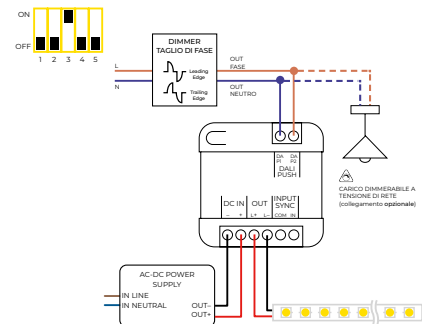 ON
OFF
1 2 3 4 5
DIMMER
TAGLIO DI FASE
Leading
Edge
Trailing
Edge
L
N
OUT
FASE
OUT
NEUTRO
DA DA
P1 P2
DALI
PUSH
DC IN
OUT
INPUT
SYNC
– + L+ L– COM IN
CARICO DIMMERABILE A
TENSIONE DI RETE
(collegamento opzionale)
AC-DC POWER
SUPPLY
IN LINE
IN NEUTRAL
OUT–
OUT+